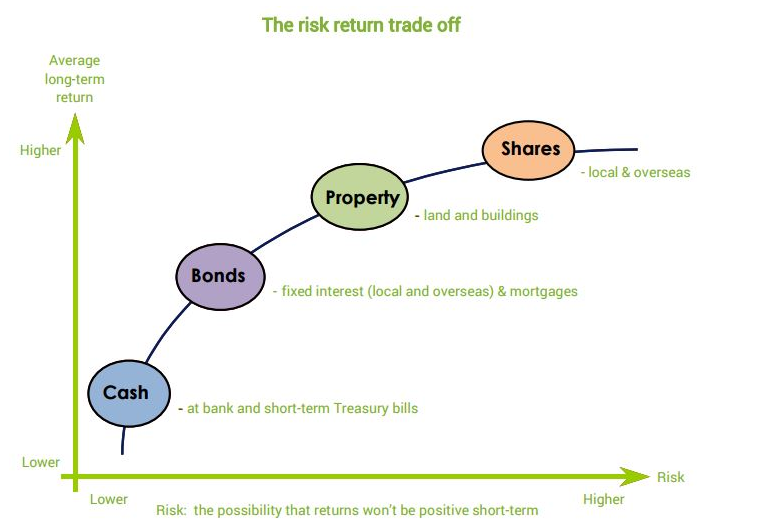 The risk return trade off
Average
long-term
return
Higher
Shares
- local & overseas
Property
- land and buildings
Bonds
- fixed interest (local and overseas) & mortgages
Cash
- at bank and short-term Treasury bills
Lower
Risk
Lower
Higher
Risk: the possibility that returns won't be positive short-term